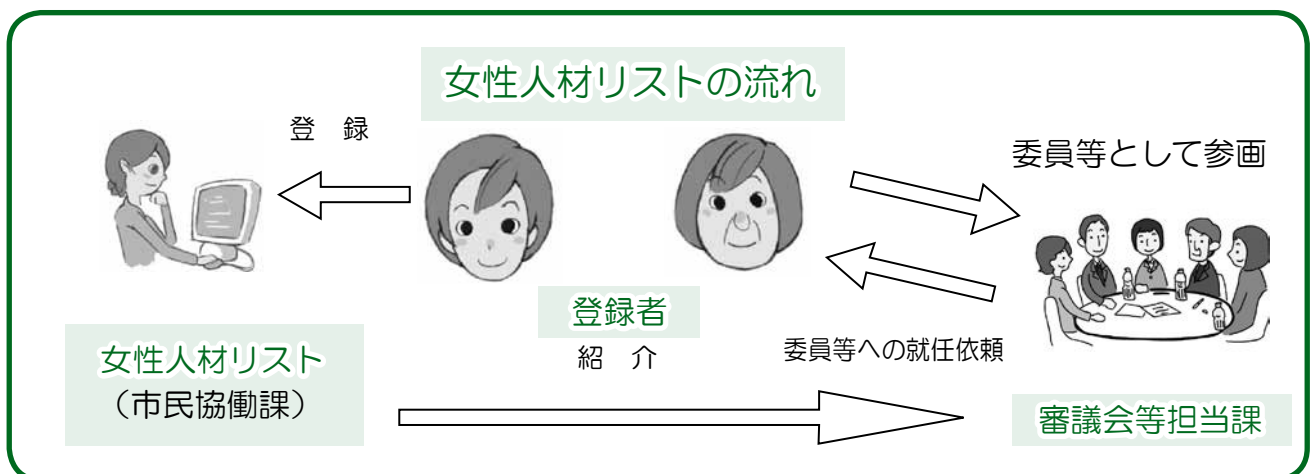 女性人材リストの流れ
登　録
委員等として参画
登録者
紹　介
委員等への就任依頼
女性人材リスト
（市民協働課）
審議会等担当課